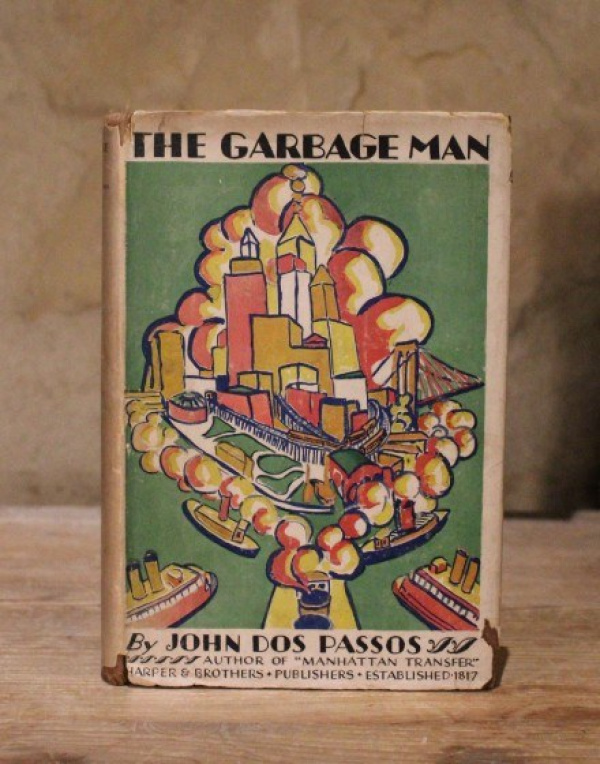 THE GARBAGE MAN
By JOHN DOS PASSOS
AUTHOR OF "MANHATTAN TRANSFER"
HARPER & BROTHERS • PUBLISHERS • ESTABLISHED • 1817